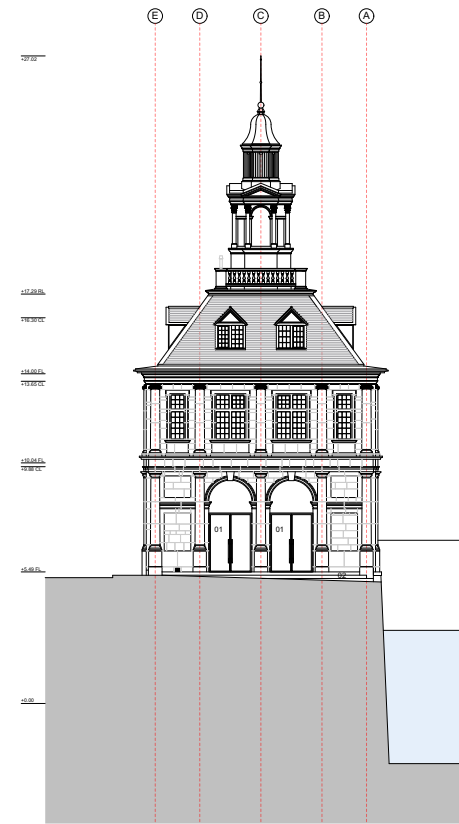 E D C B A
+27.02
+17.29 RL
+16.30 CL
+14.00 FL
+13.65 CL
+10.04 FL
+9.88 CL
01 01
+5.49 FL
02
+0.00